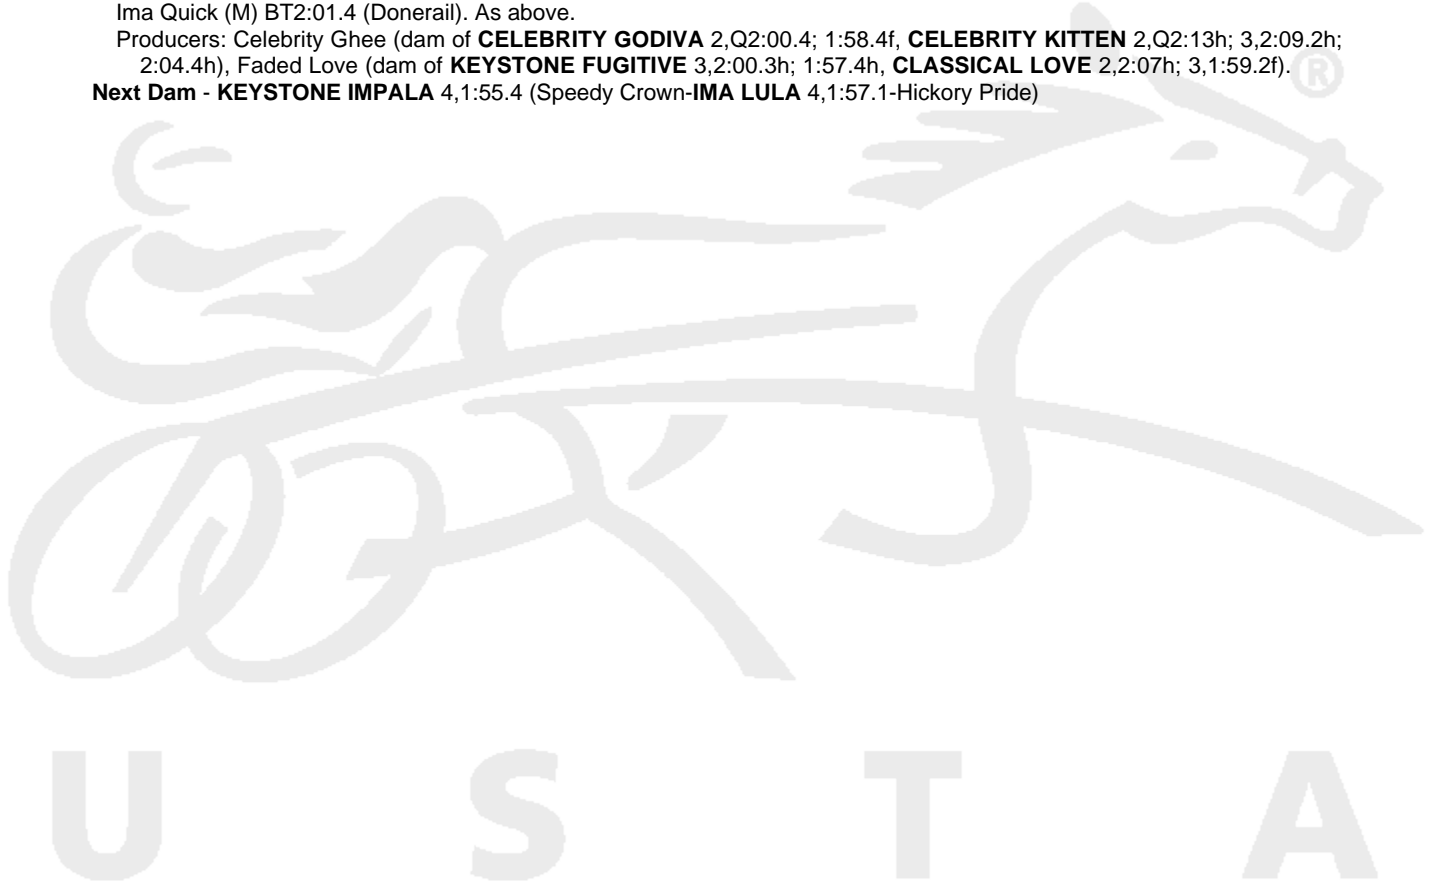 Ima Quick (M) BT2:01.4 (Donerail). As above.
Producers: Celebrity Ghee (dam of CELEBRITY GODIVA 2,Q2:00.4; 1:58.4f, CELEBRITY KITTEN 2,Q2:13h; 3,2:09.2h;
2:04.4h), Faded Love (dam of KEYSTONE FUGITIVE 3,2:00.3h; 1:57.4h, CLASSICAL LOVE 2,2:07h; 3,1:59.2f).
Next Dam - KEYSTONE IMPALA 4,1:55.4 (Speedy Crown-IMA LULA 4,1:57.1-Hickory Pride)
®
U S T A